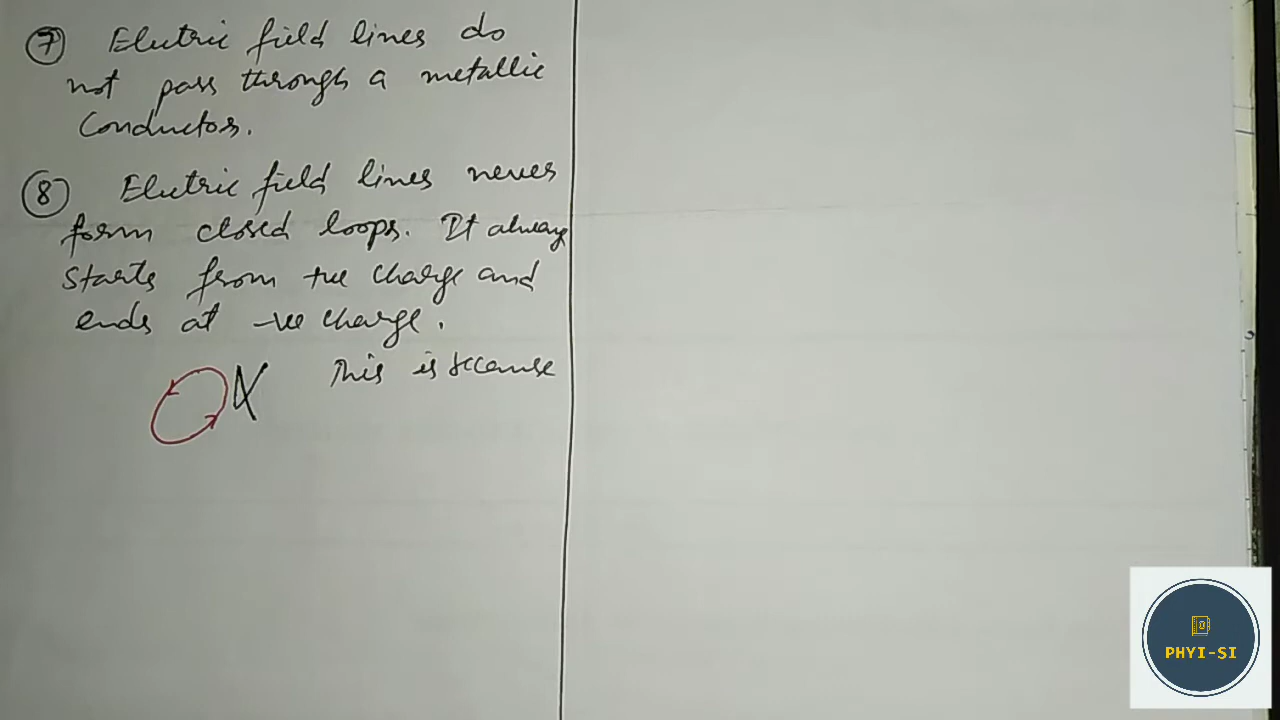 7 Electric field lines do
not pass through a metallic
Conductor.
8 Electric field lines never
form closed loops. It always
starts from +ve charge and
ends at -ve charge.
This is because
PHYI-SI